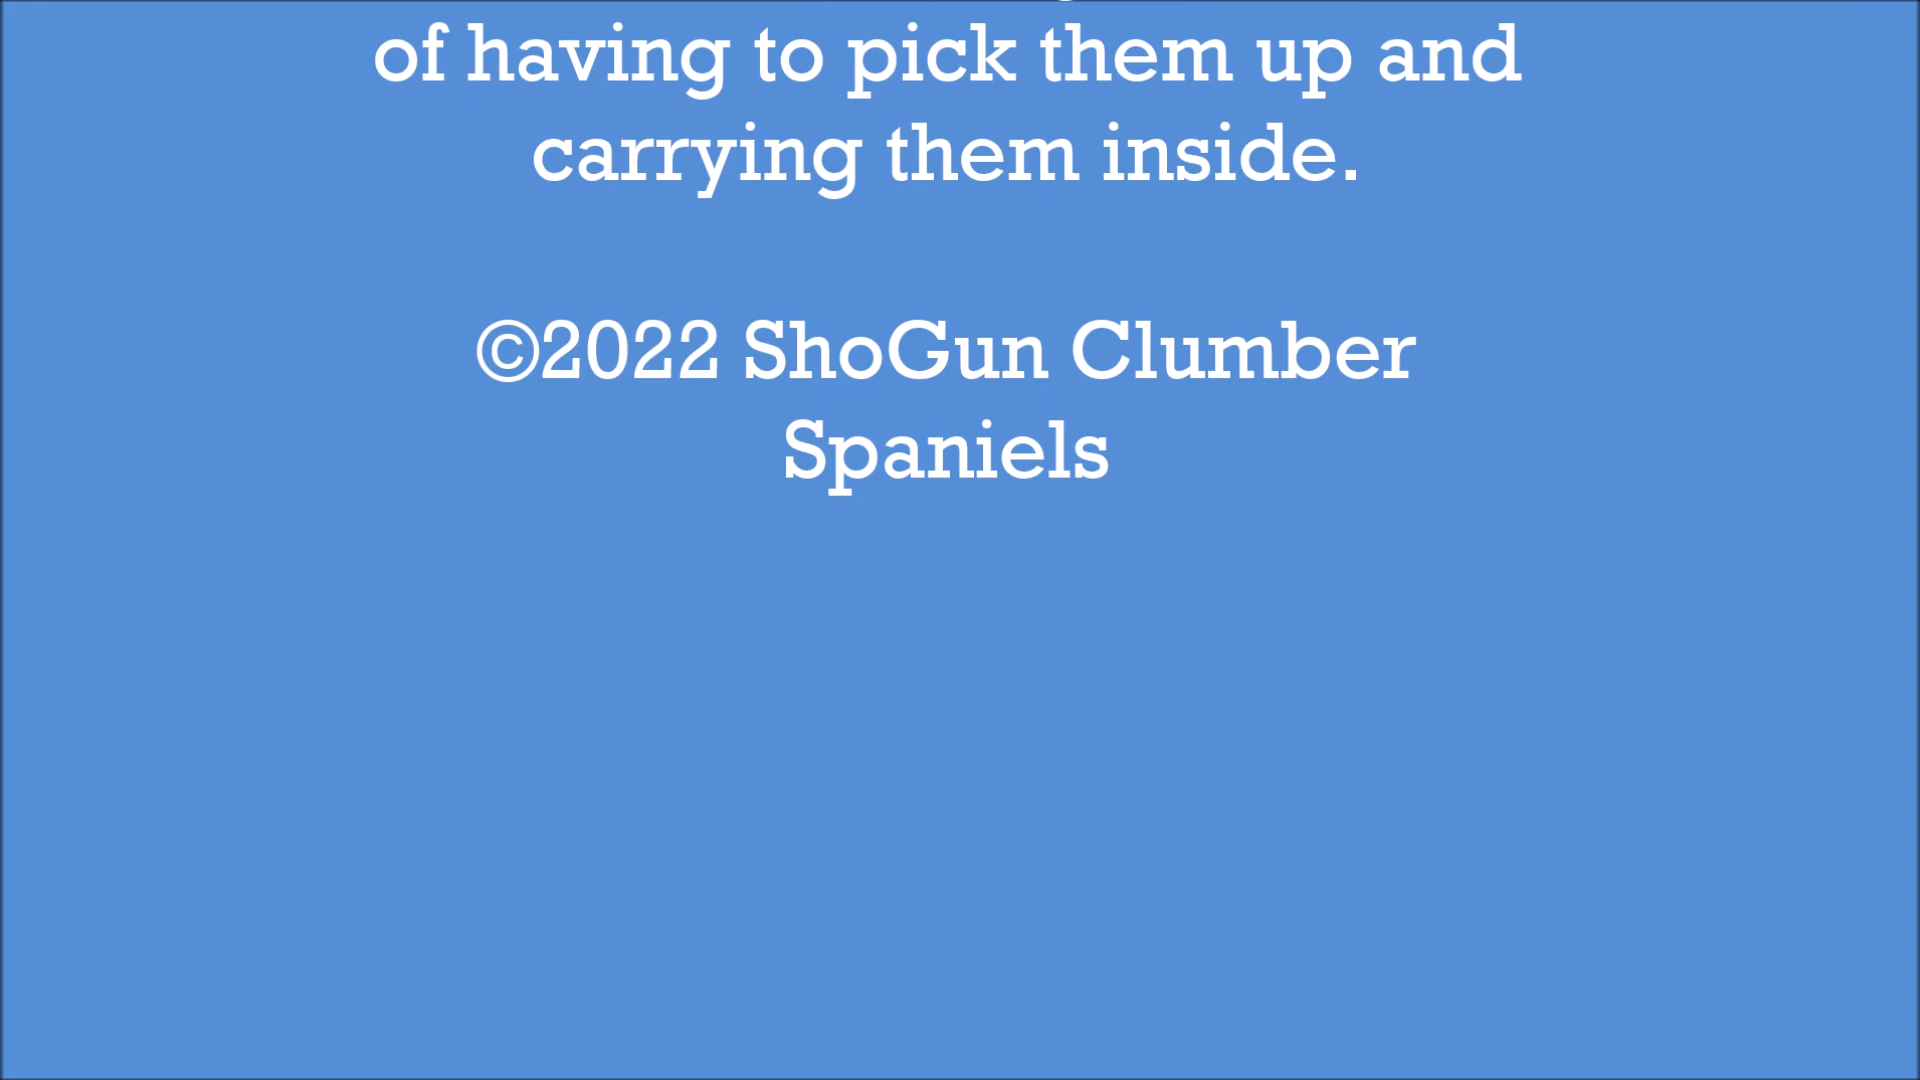 of having to pick them up and
carrying them inside.
©2022 ShoGun Clumber
Spaniels